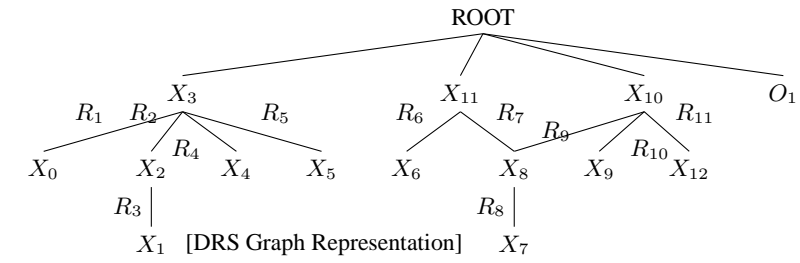 ROOT
X₃ X₁₁ X₁₀ O₁
R₁ R₂ R₅ R₆ R₇ R₁₁
R₉
R₄ R₁₀
X₀ X₂ X₄ X₅ X₆ X₈ X₉ X₁₂
R₃ R₈
X₁ [DRS Graph Representation] X₇